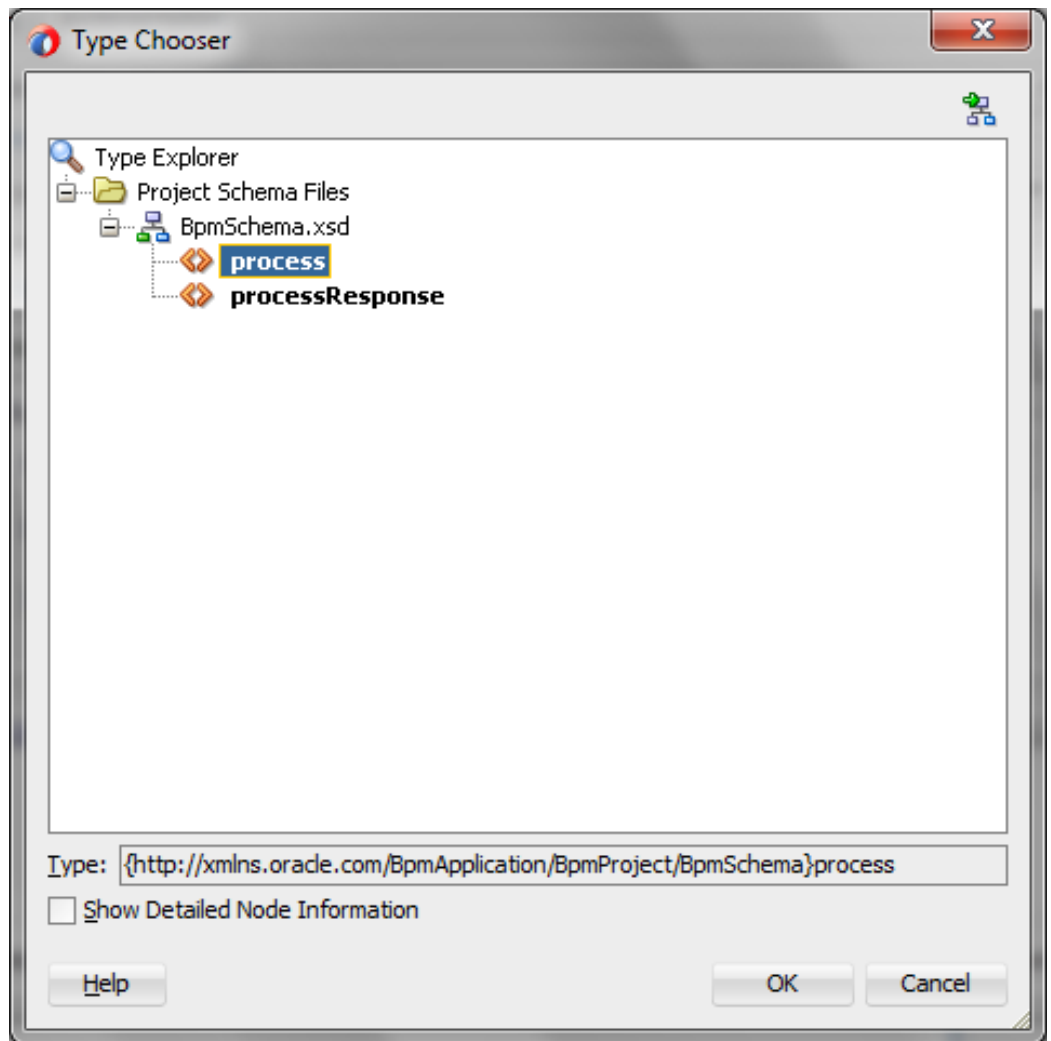 Type Chooser
Type Explorer
Project Schema Files
BpmSchema.xsd
process
processResponse
Type: {http://xmlns.oracle.com/BpmApplication/BpmProject/BpmSchema}process
Show Detailed Node Information
Help OK Cancel